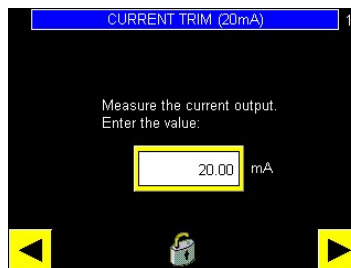 CURRENT TRIM (20mA)
1
Measure the current output.
Enter the value:
20.00 mA